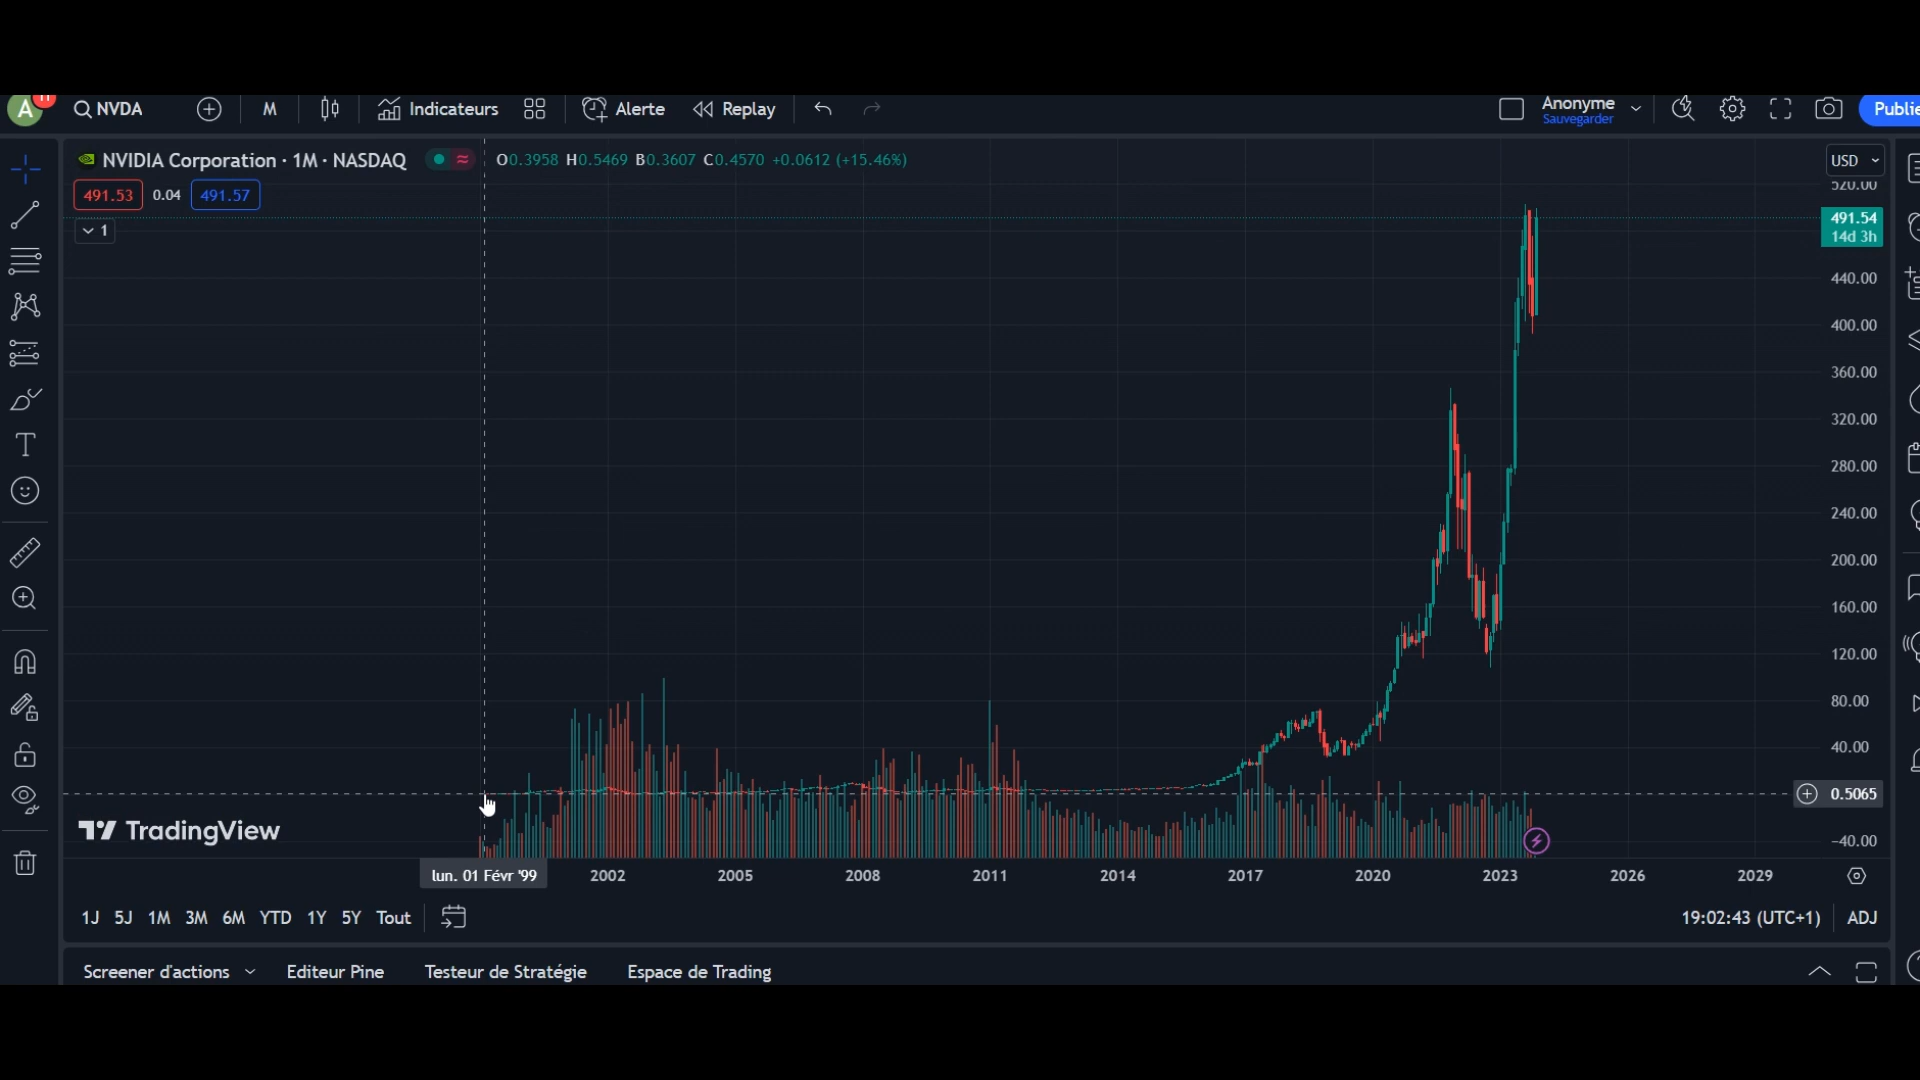 A 11 NVDA M Indicateurs Alerte Replay Anonyme
Sauvegarder
NVIDIA Corporation · 1M · NASDAQ O0.3958 H0.5469 B0.3607 C0.4570 +0.0612 (+15.46%) USD
491.53 0.04 491.57
1
520.00
491.54
14d 3h
440.00
400.00
360.00
320.00
280.00
240.00
200.00
160.00
120.00
80.00
40.00
0.5065
TradingView
-40.00
lun. 01 Févr '99 2002 2005 2008 2011 2014 2017 2020 2023 2026 2029
1J 5J 1M 3M 6M YTD 1Y 5Y Tout 19:02:43 (UTC+1) ADJ
Screener d'actions Editeur Pine Testeur de Stratégie Espace de Trading